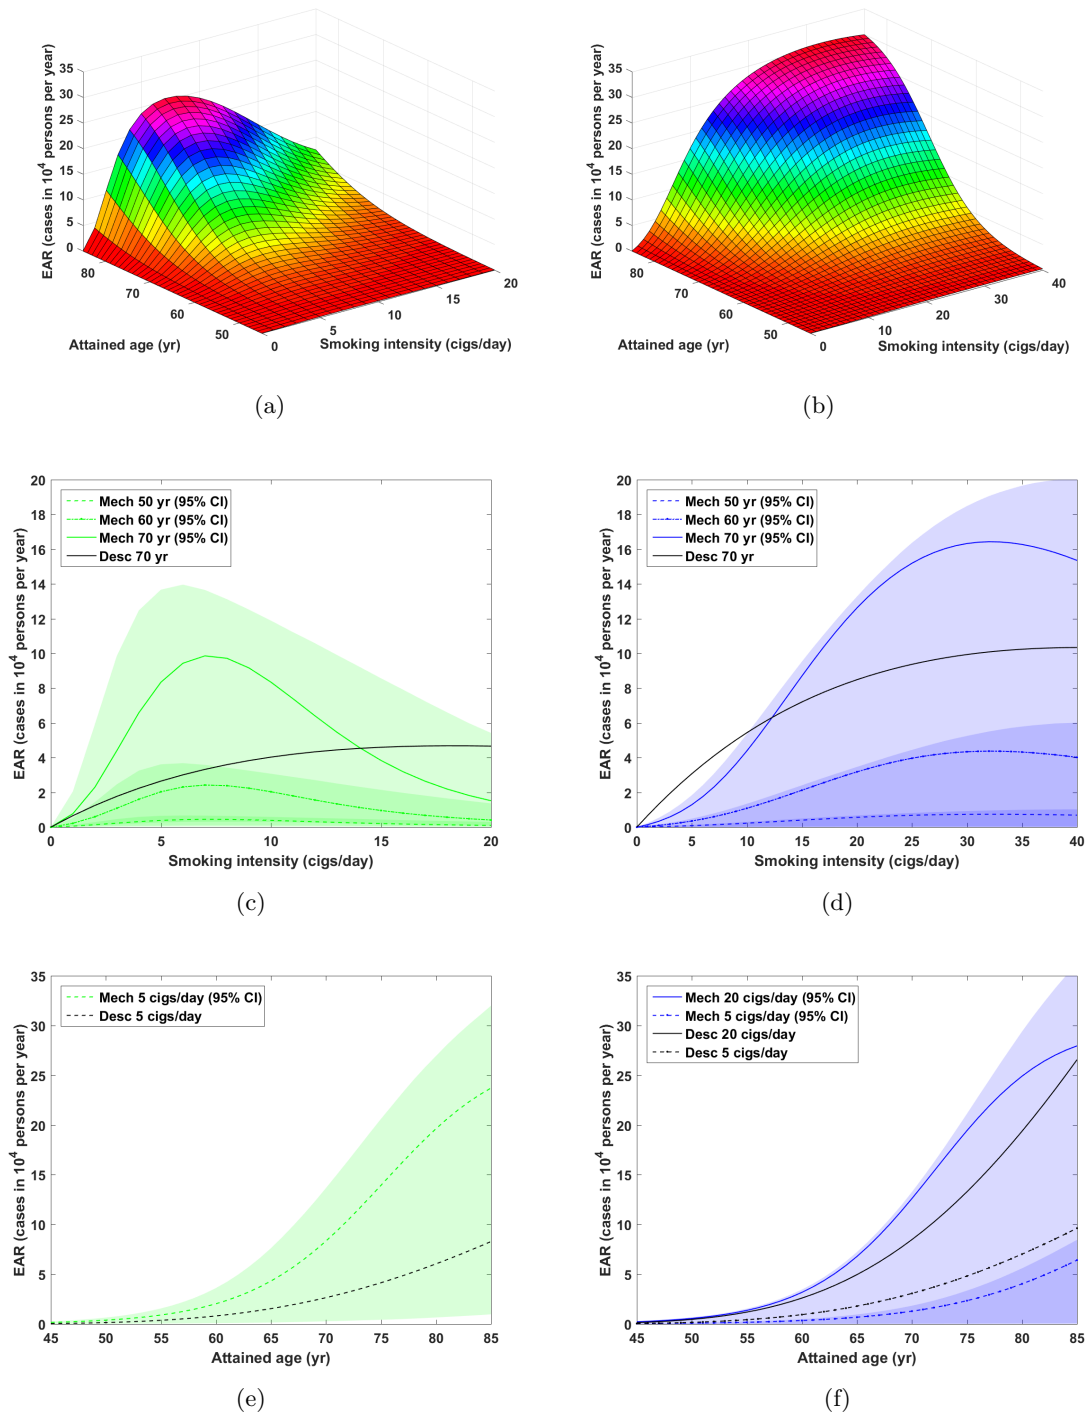 EAR (cases in 10^4 persons per year)
35
30
25
20
15
10
5
0
80
70
60
50
Attained age (yr)
0
5
10
15
20
Smoking intensity (cigs/day)
(a)
EAR (cases in 10^4 persons per year)
35
30
25
20
15
10
5
0
80
70
60
50
Attained age (yr)
0
10
20
30
40
Smoking intensity (cigs/day)
(b)
EAR (cases in 10^4 persons per year)
20
18
16
14
12
10
8
6
4
2
0
Mech 50 yr (95% CI)
Mech 60 yr (95% CI)
Mech 70 yr (95% CI)
Desc 70 yr
0 5 10 15 20
Smoking intensity (cigs/day)
(c)
EAR (cases in 10^4 persons per year)
20
18
16
14
12
10
8
6
4
2
0
Mech 50 yr (95% CI)
Mech 60 yr (95% CI)
Mech 70 yr (95% CI)
Desc 70 yr
0 5 10 15 20 25 30 35 40
Smoking intensity (cigs/day)
(d)
EAR (cases in 10^4 persons per year)
35
30
25
20
15
10
5
0
Mech 5 cigs/day (95% CI)
Desc 5 cigs/day
45 50 55 60 65 70 75 80 85
Attained age (yr)
(e)
EAR (cases in 10^4 persons per year)
35
30
25
20
15
10
5
0
Mech 20 cigs/day (95% CI)
Mech 5 cigs/day (95% CI)
Desc 20 cigs/day
Desc 5 cigs/day
45 50 55 60 65 70 75 80 85
Attained age (yr)
(f)